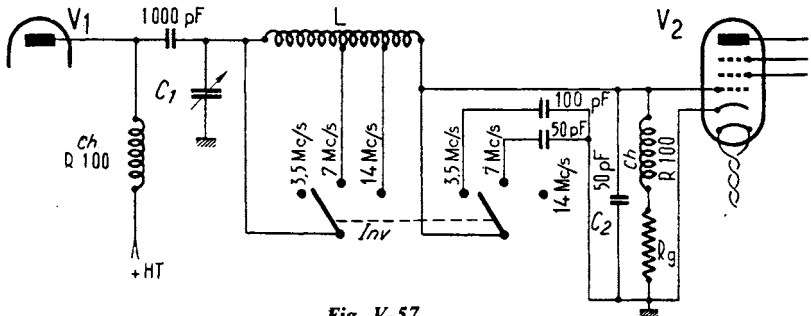 V1
1000 pF
L
V2
C1
ch
R 100
+ HT
3,5 Mc/s
7 Mc/s
14 Mc/s
Inv
3,5 Mc/s
7 Mc/s
14 Mc/s
100 pF
50 pF
50 pF
C2
ch
R 100
Rg
Fig. V-57